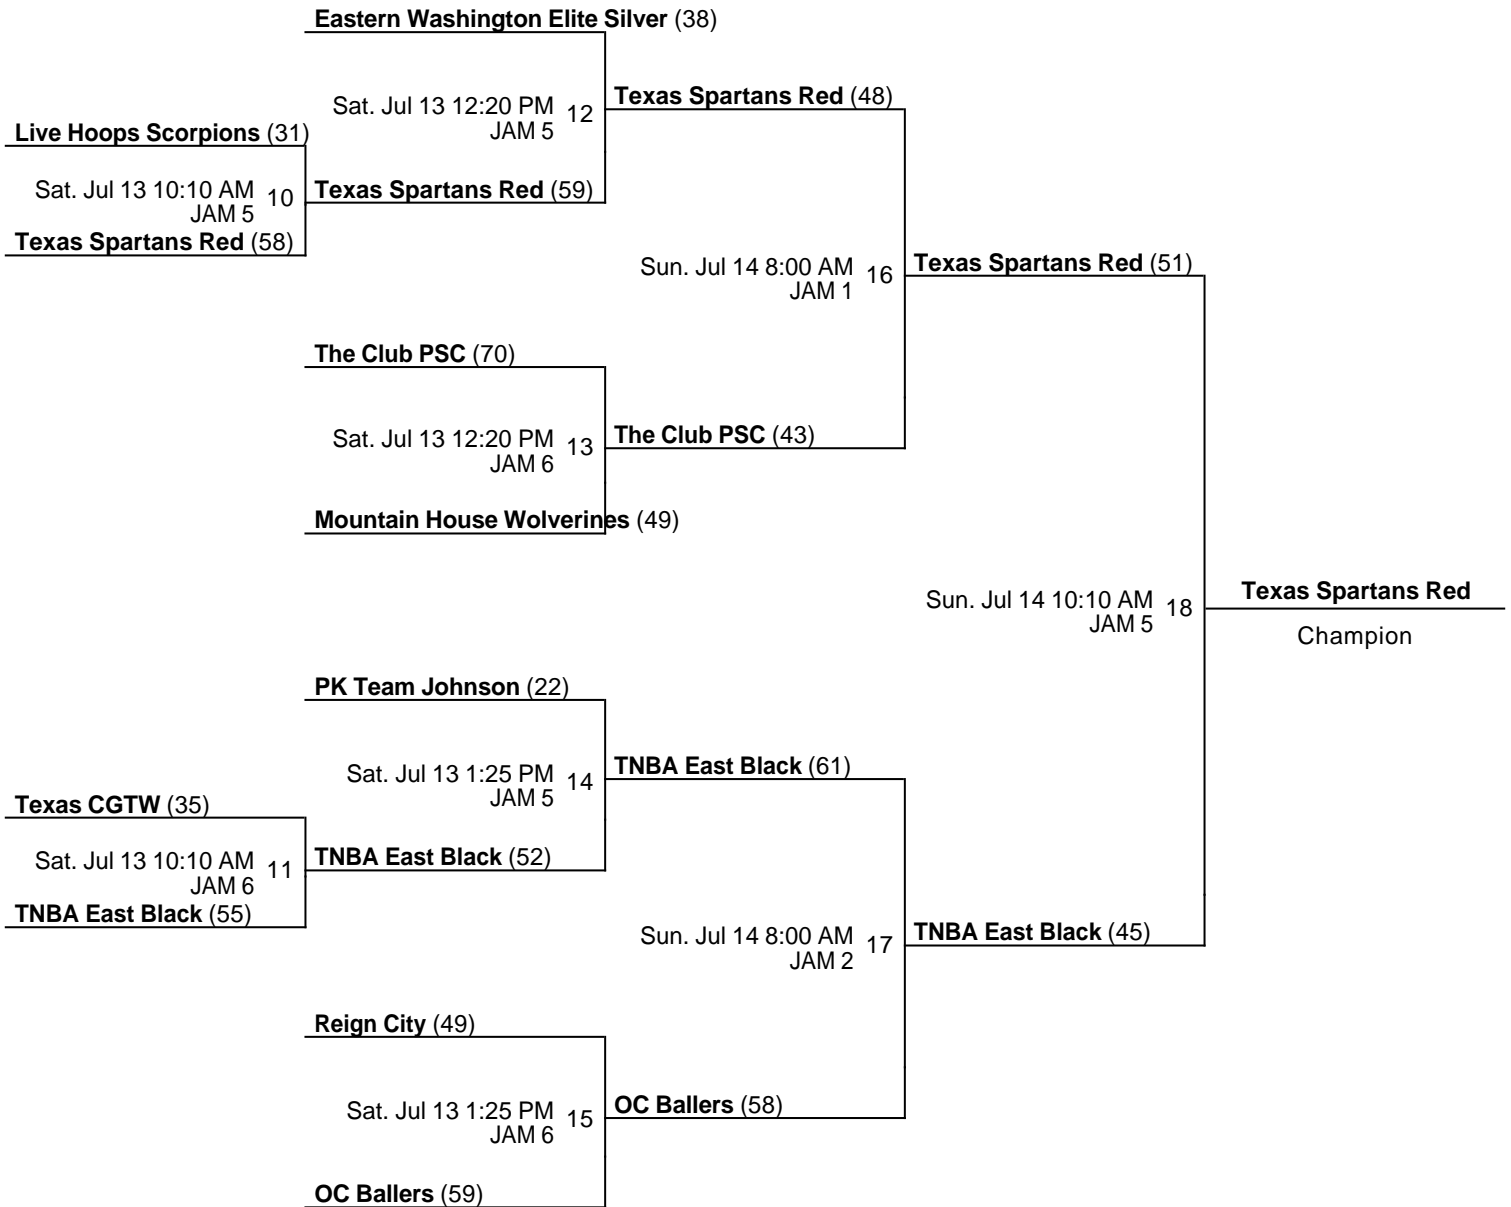 Eastern Washington Elite Silver (38)
Sat. Jul 13 12:20 PM
JAM 5
12
Texas Spartans Red (48)
Live Hoops Scorpions (31)
Sat. Jul 13 10:10 AM
JAM 5
10
Texas Spartans Red (59)
Texas Spartans Red (58)
Sun. Jul 14 8:00 AM
JAM 1
16
Texas Spartans Red (51)
The Club PSC (70)
Sat. Jul 13 12:20 PM
JAM 6
13
The Club PSC (43)
Mountain House Wolverines (49)
Sun. Jul 14 10:10 AM
JAM 5
18
Texas Spartans Red
Champion
PK Team Johnson (22)
Sat. Jul 13 1:25 PM
JAM 5
14
TNBA East Black (61)
Texas CGTW (35)
Sat. Jul 13 10:10 AM
JAM 6
11
TNBA East Black (52)
TNBA East Black (55)
Sun. Jul 14 8:00 AM
JAM 2
17
TNBA East Black (45)
Reign City (49)
Sat. Jul 13 1:25 PM
JAM 6
15
OC Ballers (58)
OC Ballers (59)